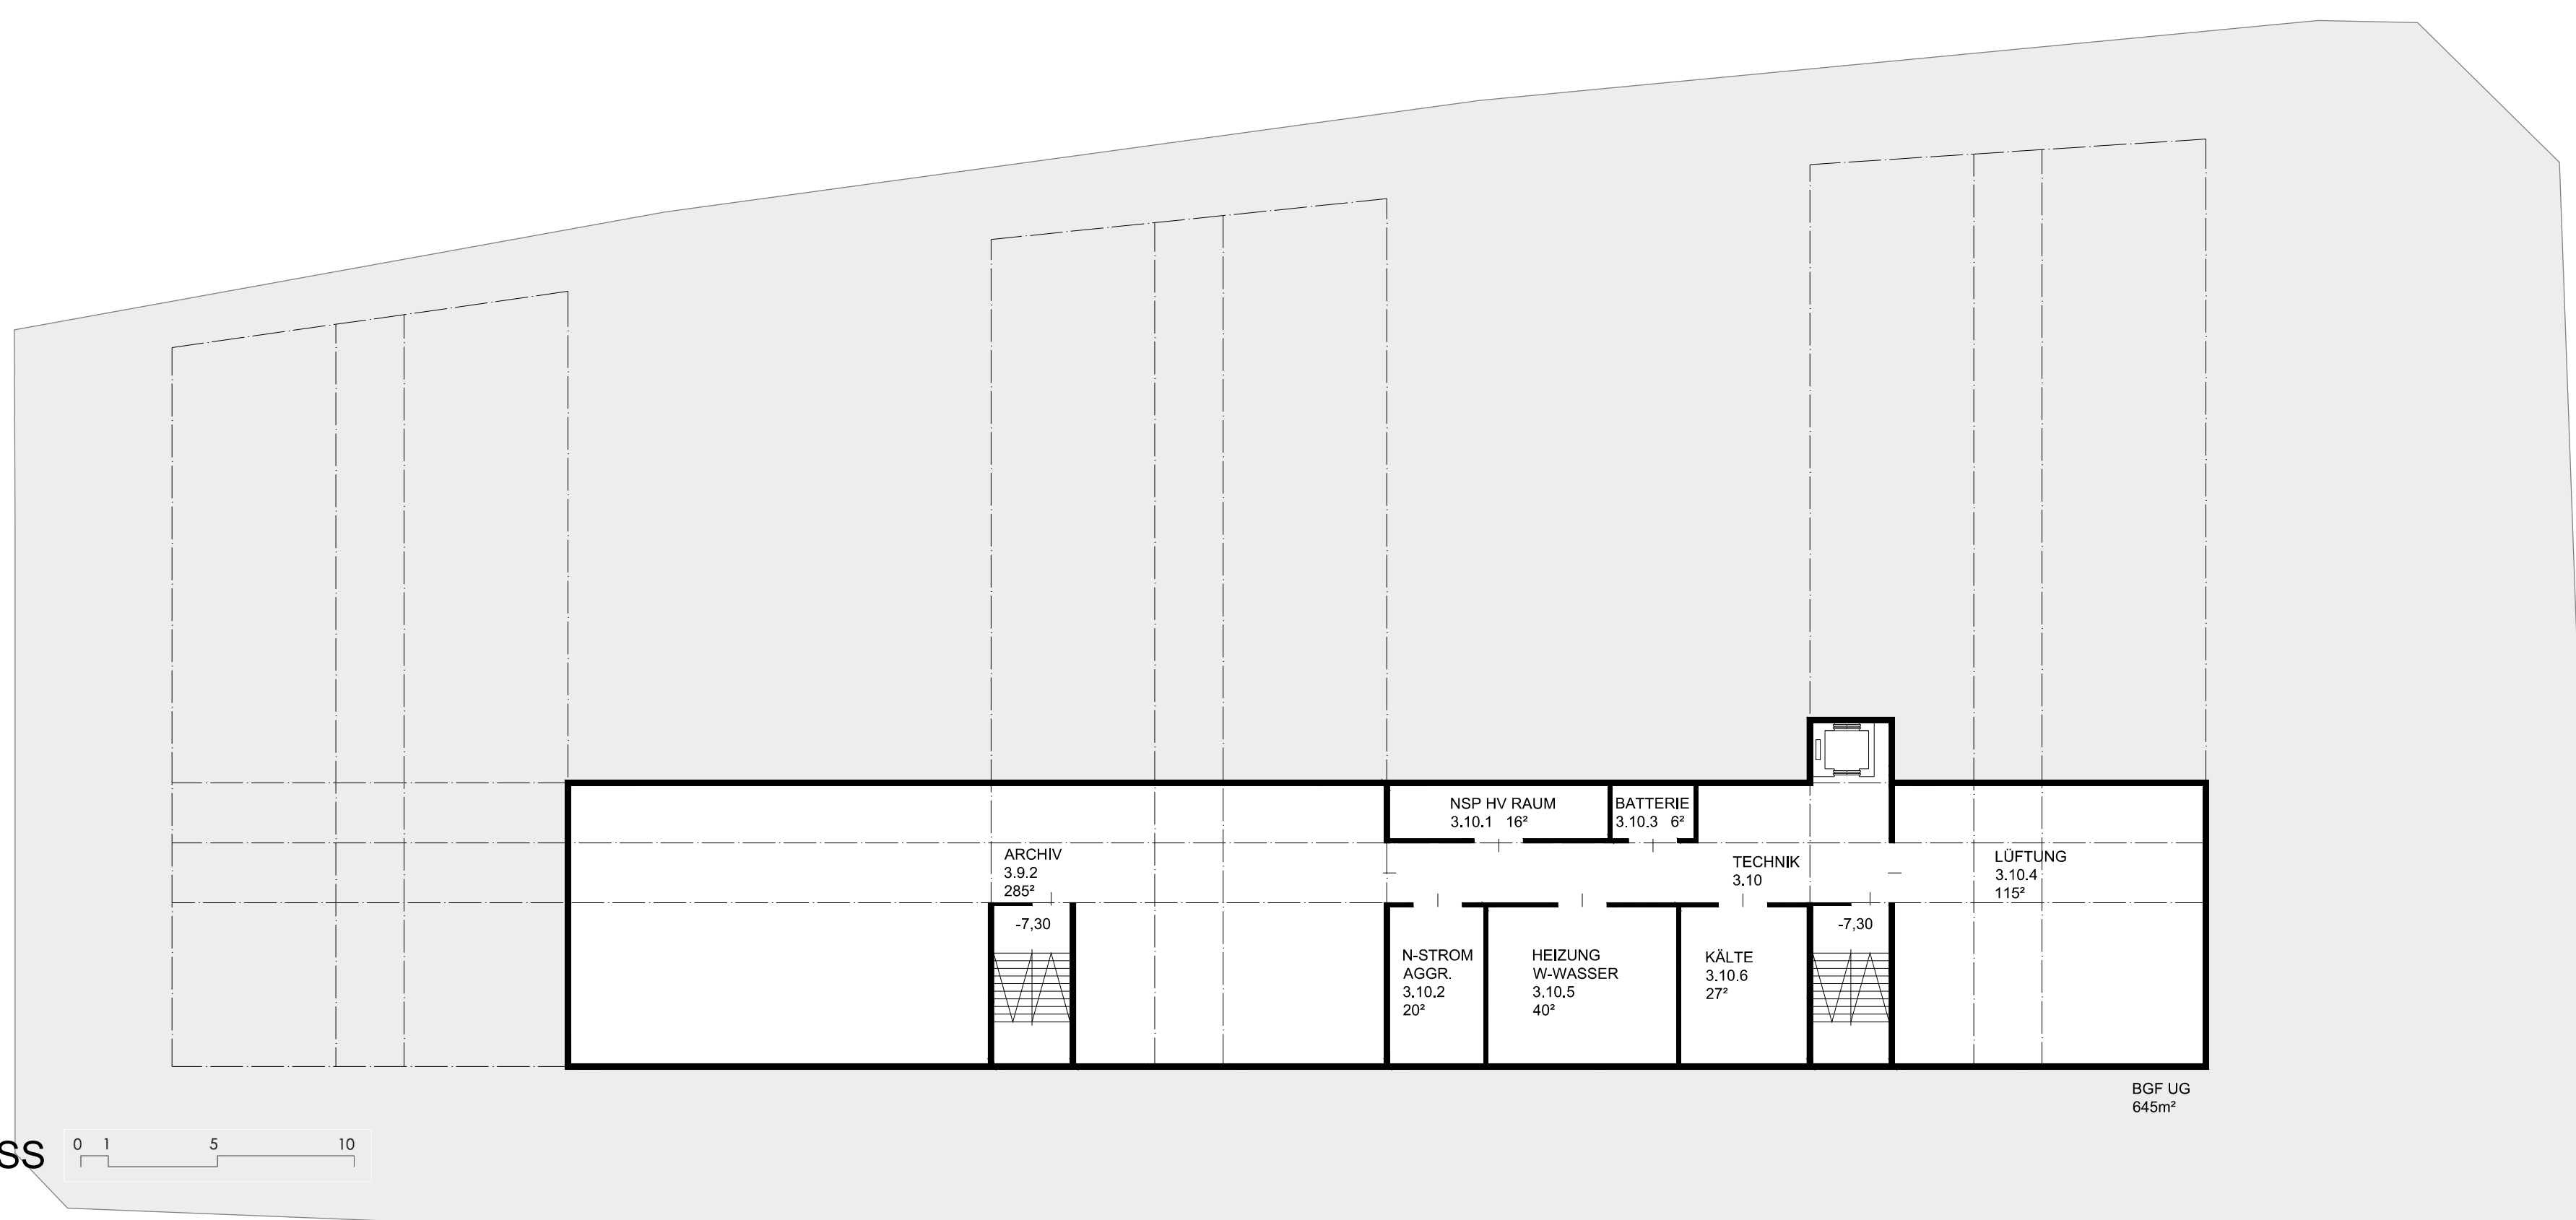 NSP HV RAUM
3.10.1 16²
BATTERIE
3.10.3 6²
ARCHIV
3.9.2
285²
TECHNIK
3.10
LÜFTUNG
3.10.4
115²
-7,30
-7,30
N-STROM
AGGR.
3.10.2
20²
HEIZUNG
W-WASSER
3.10.5
40²
KÄLTE
3.10.6
27²
BGF UG
645m²
SS
0 1 5 10